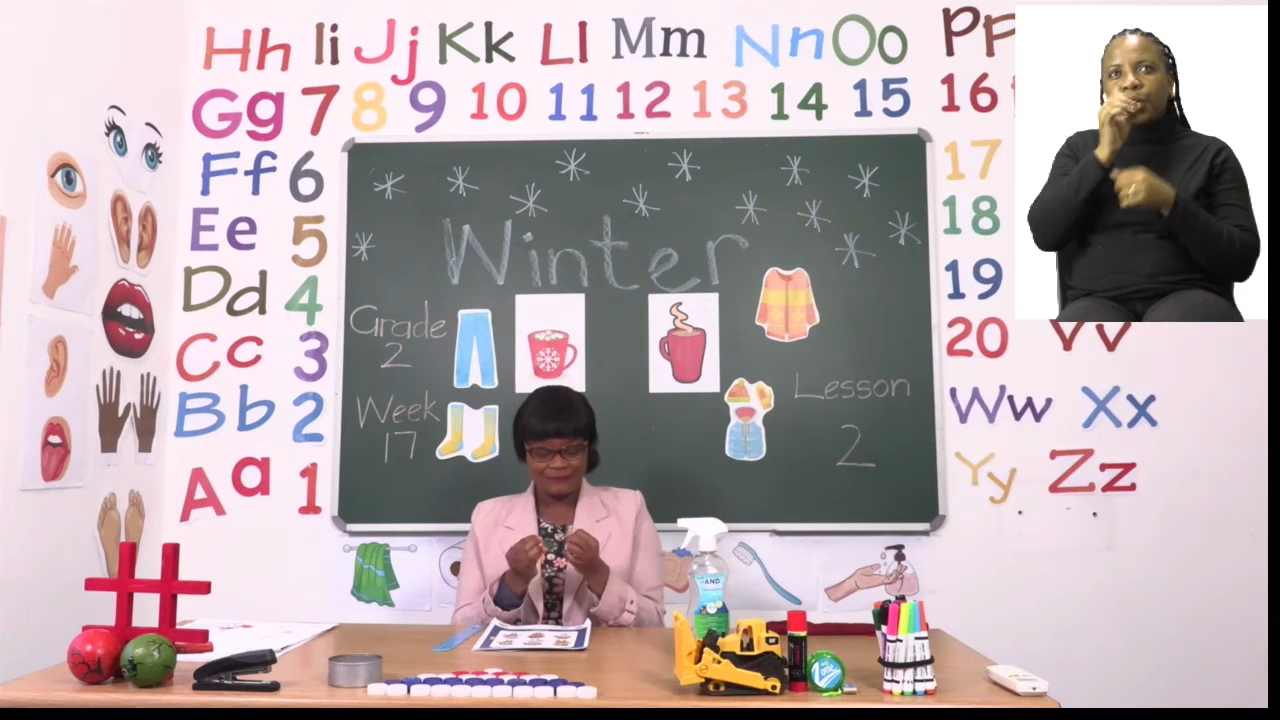 Hh Ii Jj Kk Ll Mm Nn Oo Pp
Gg 7 8 9 10 11 12 13 14 15 16
Ff 6 17
Ee 5 18
Dd 4 19
Cc 3 20 Vv
Bb 2 Ww Xx
Aa 1 Yy Zz
Winter
Grade
2
Week
17
Lesson
2
HAND
CAT